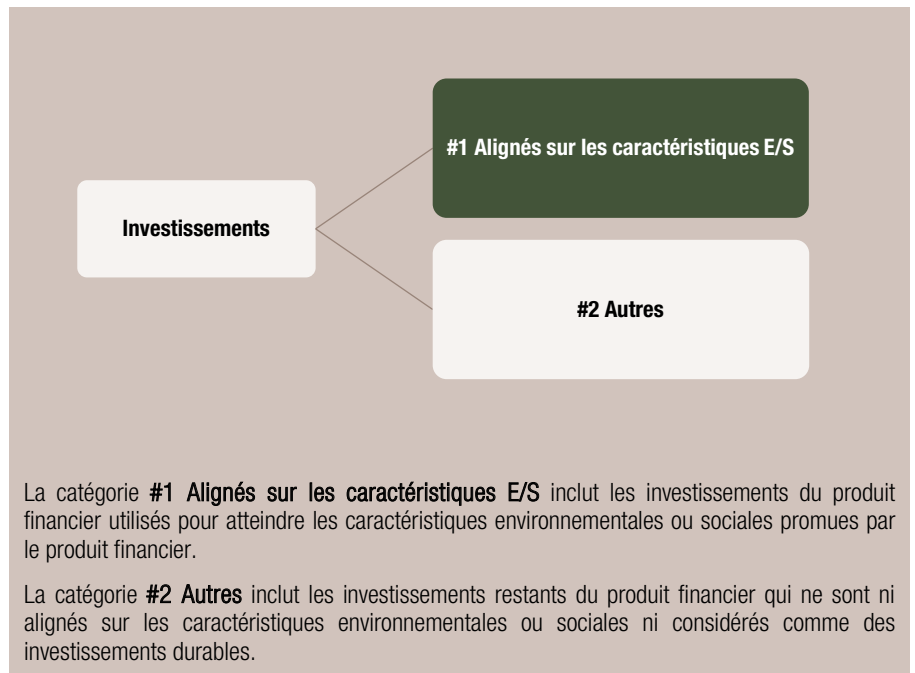 #1 Alignés sur les caractéristiques E/S
Investissements
#2 Autres
La catégorie #1 Alignés sur les caractéristiques E/S inclut les investissements du produit
financier utilisés pour atteindre les caractéristiques environnementales ou sociales promues par
le produit financier.
La catégorie #2 Autres inclut les investissements restants du produit financier qui ne sont ni
alignés sur les caractéristiques environnementales ou sociales ni considérés comme des
investissements durables.